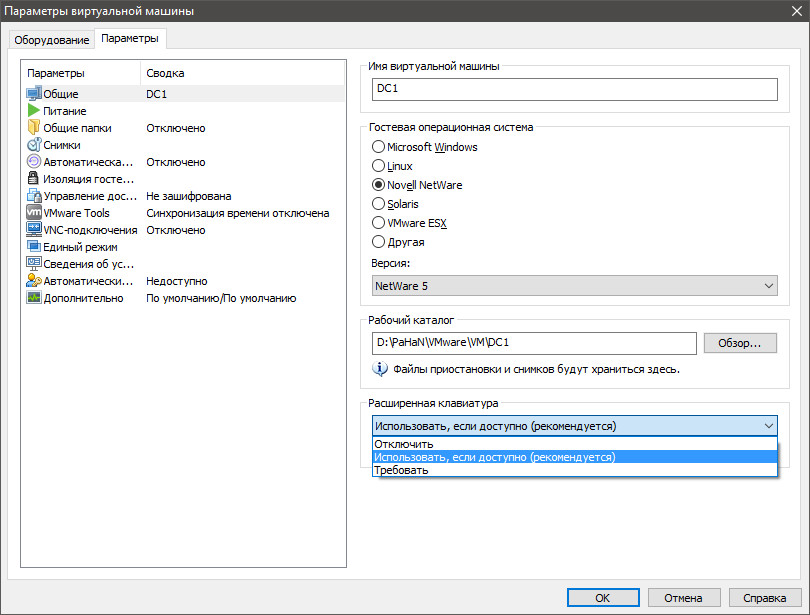 Параметры виртуальной машины
Оборудование Параметры
Параметры Сводка
Общие DC1
Питание
Общие папки Отключено
Снимки
Автоматическа... Отключено
Изоляция госте...
Управление дос... Не зашифрована
VMware Tools Синхронизация времени отключена
VNC-подключения Отключено
Единый режим
Сведения об ус...
Автоматически... Недоступно
Дополнительно По умолчанию/По умолчанию
Имя виртуальной машины
DC1
Гостевая операционная система
Microsoft Windows
Linux
Novell NetWare
Solaris
VMware ESX
Другая
Версия:
NetWare 5
Рабочий каталог
D:\PaHaN\VMware\VM\DC1
Обзор...
Файлы приостановки и снимков будут храниться здесь.
Расширенная клавиатура
Использовать, если доступно (рекомендуется)
Отключить
Использовать, если доступно (рекомендуется)
Требовать
OK Отмена Справка